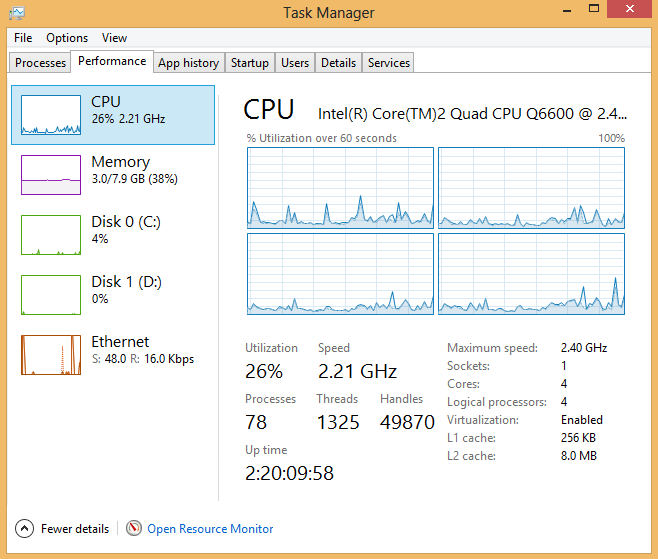 Task Manager
File Options View
Processes Performance App history Startup Users Details Services
CPU
26% 2.21 GHz
Memory
3.0/7.9 GB (38%)
Disk 0 (C:)
4%
Disk 1 (D:)
0%
Ethernet
S: 48.0 R: 16.0 Kbps
CPU Intel(R) Core(TM)2 Quad CPU Q6600 @ 2.4...
% Utilization over 60 seconds 100%
Utilization Speed
26% 2.21 GHz
Processes Threads Handles
78 1325 49870
Up time
2:20:09:58
Maximum speed: 2.40 GHz
Sockets: 1
Cores: 4
Logical processors: 4
Virtualization: Enabled
L1 cache: 256 KB
L2 cache: 8.0 MB
Fewer details Open Resource Monitor